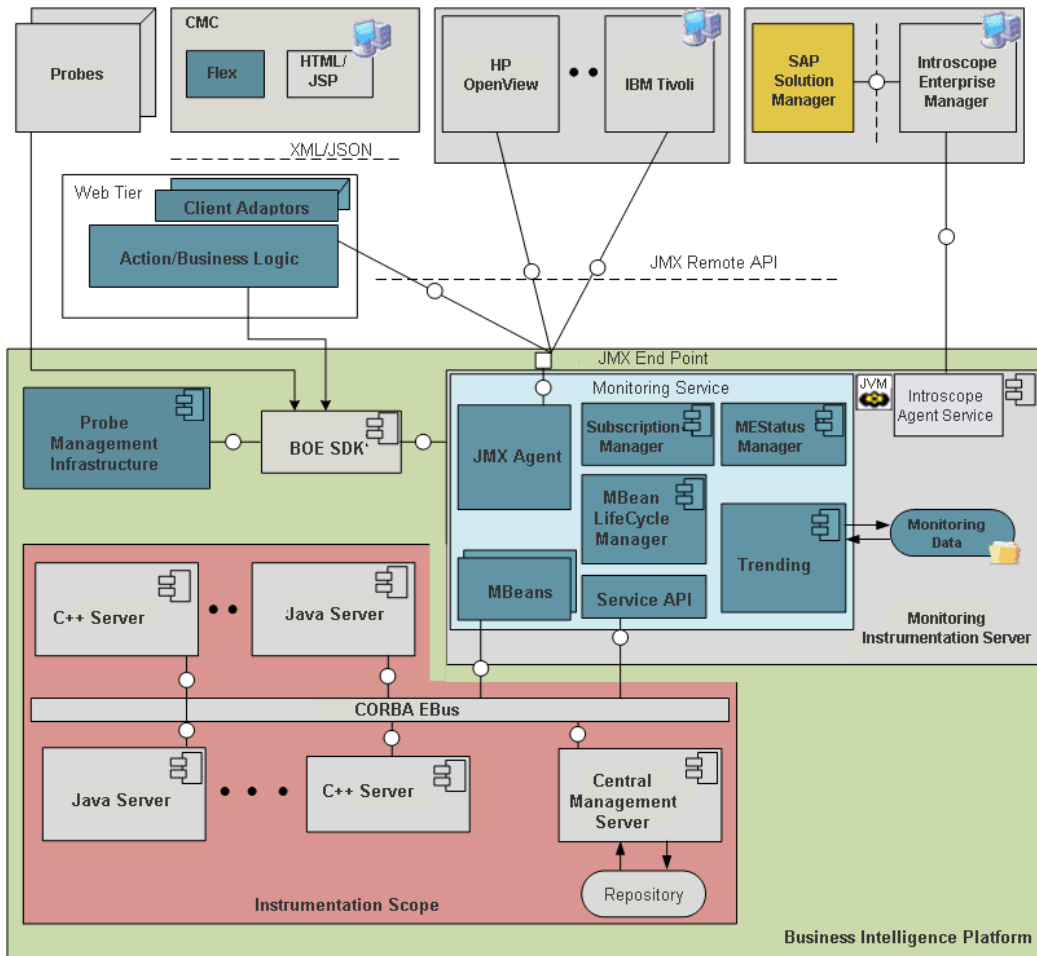 Probes
CMC
Flex
HTML/
JSP
HP
OpenView
IBM Tivoli
SAP
Solution
Manager
Introscope
Enterprise
Manager
XML/JSON
Web Tier
Client Adaptors
Action/Business Logic
JMX Remote API
JMX End Point
Monitoring Service
JVM
Introscope
Agent Service
Probe
Management
Infrastructure
BOE SDK
JMX Agent
Subscription
Manager
MEStatus
Manager
MBean
LifeCycle
Manager
Trending
Monitoring
Data
MBeans
Service API
Monitoring
Instrumentation Server
C++ Server
Java Server
CORBA EBus
Java Server
C++ Server
Central
Management
Server
Repository
Instrumentation Scope
Business Intelligence Platform